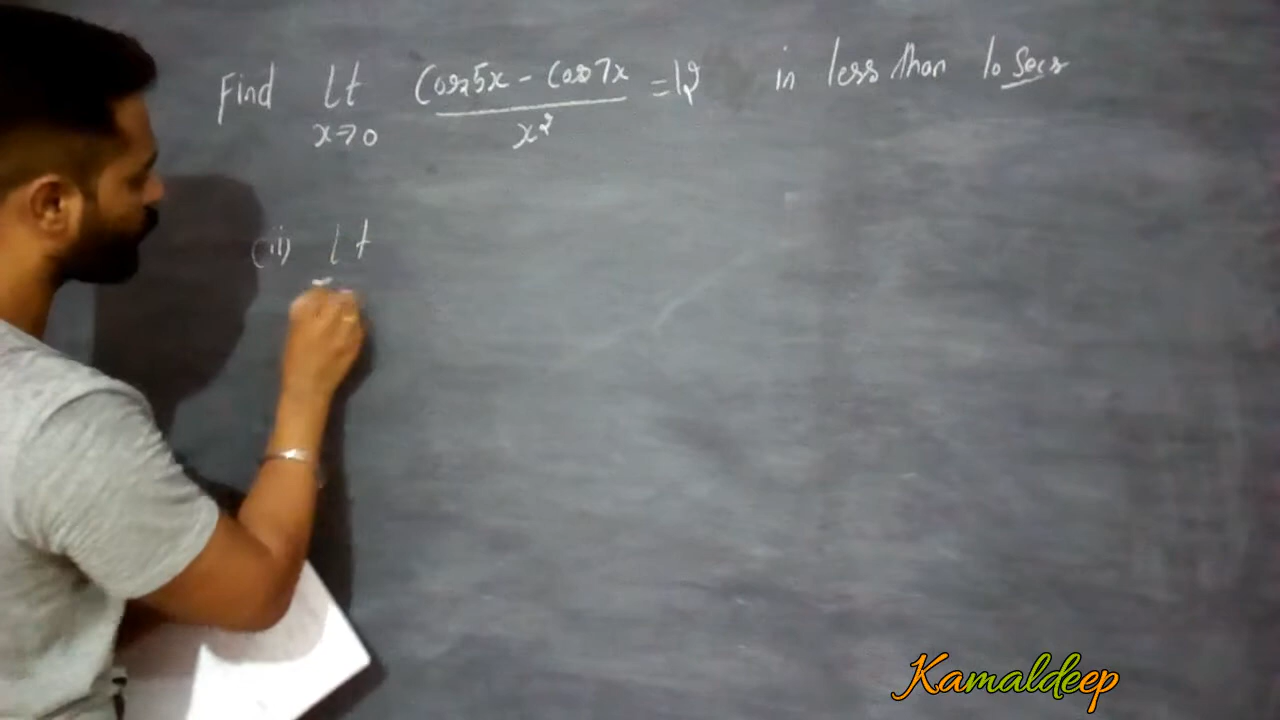 Find Lt Cos5x - Cos7x = 12 in less than 10 Secs
x→0 x²
(ii) Lt
Kamaldeep